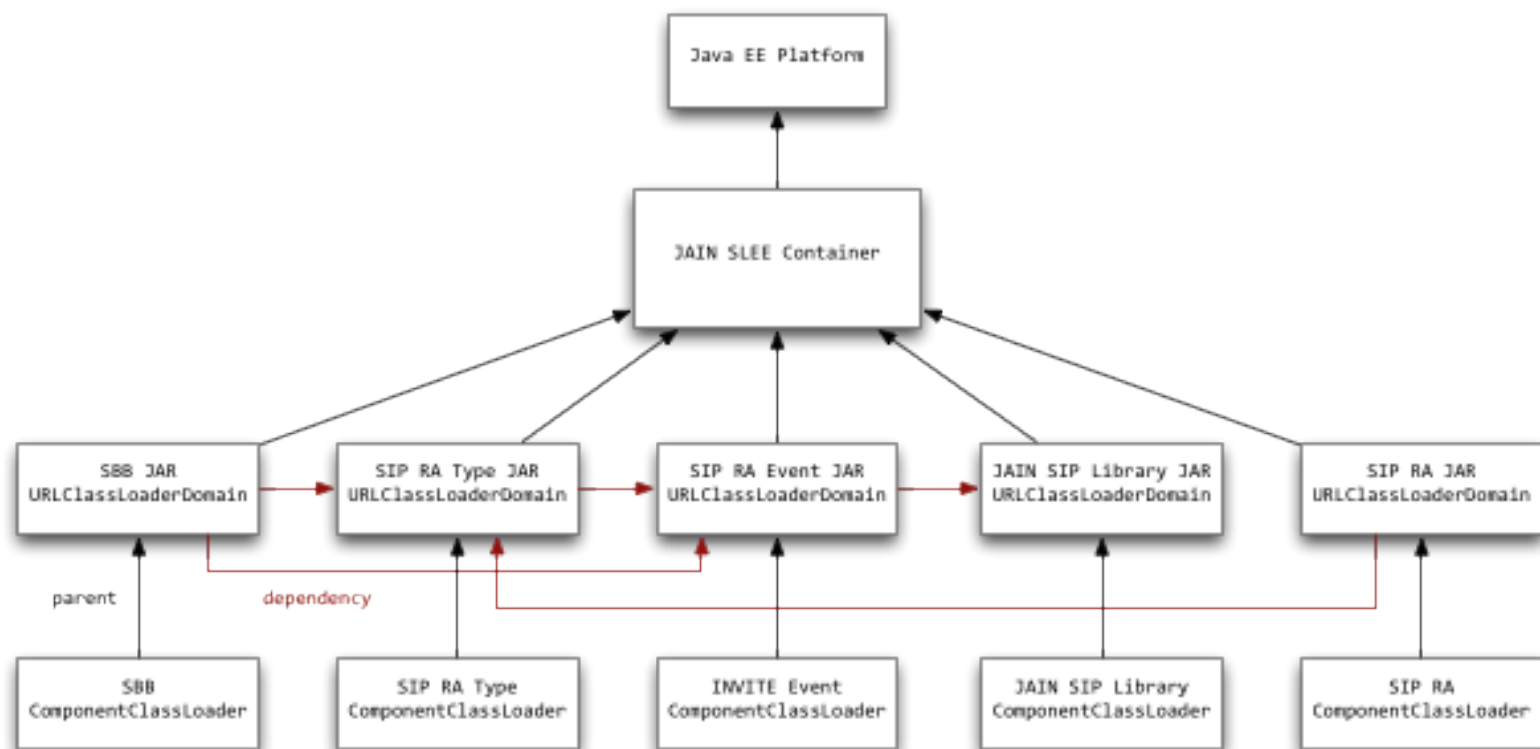 Java EE Platform
JAIN SLEE Container
SBB JAR
URLClassLoaderDomain
SIP RA Type JAR
URLClassLoaderDomain
SIP RA Event JAR
URLClassLoaderDomain
JAIN SIP Library JAR
URLClassLoaderDomain
SIP RA JAR
URLClassLoaderDomain
parent
dependency
SBB
ComponentClassLoader
SIP RA Type
ComponentClassLoader
INVITE Event
ComponentClassLoader
JAIN SIP Library
ComponentClassLoader
SIP RA
ComponentClassLoader